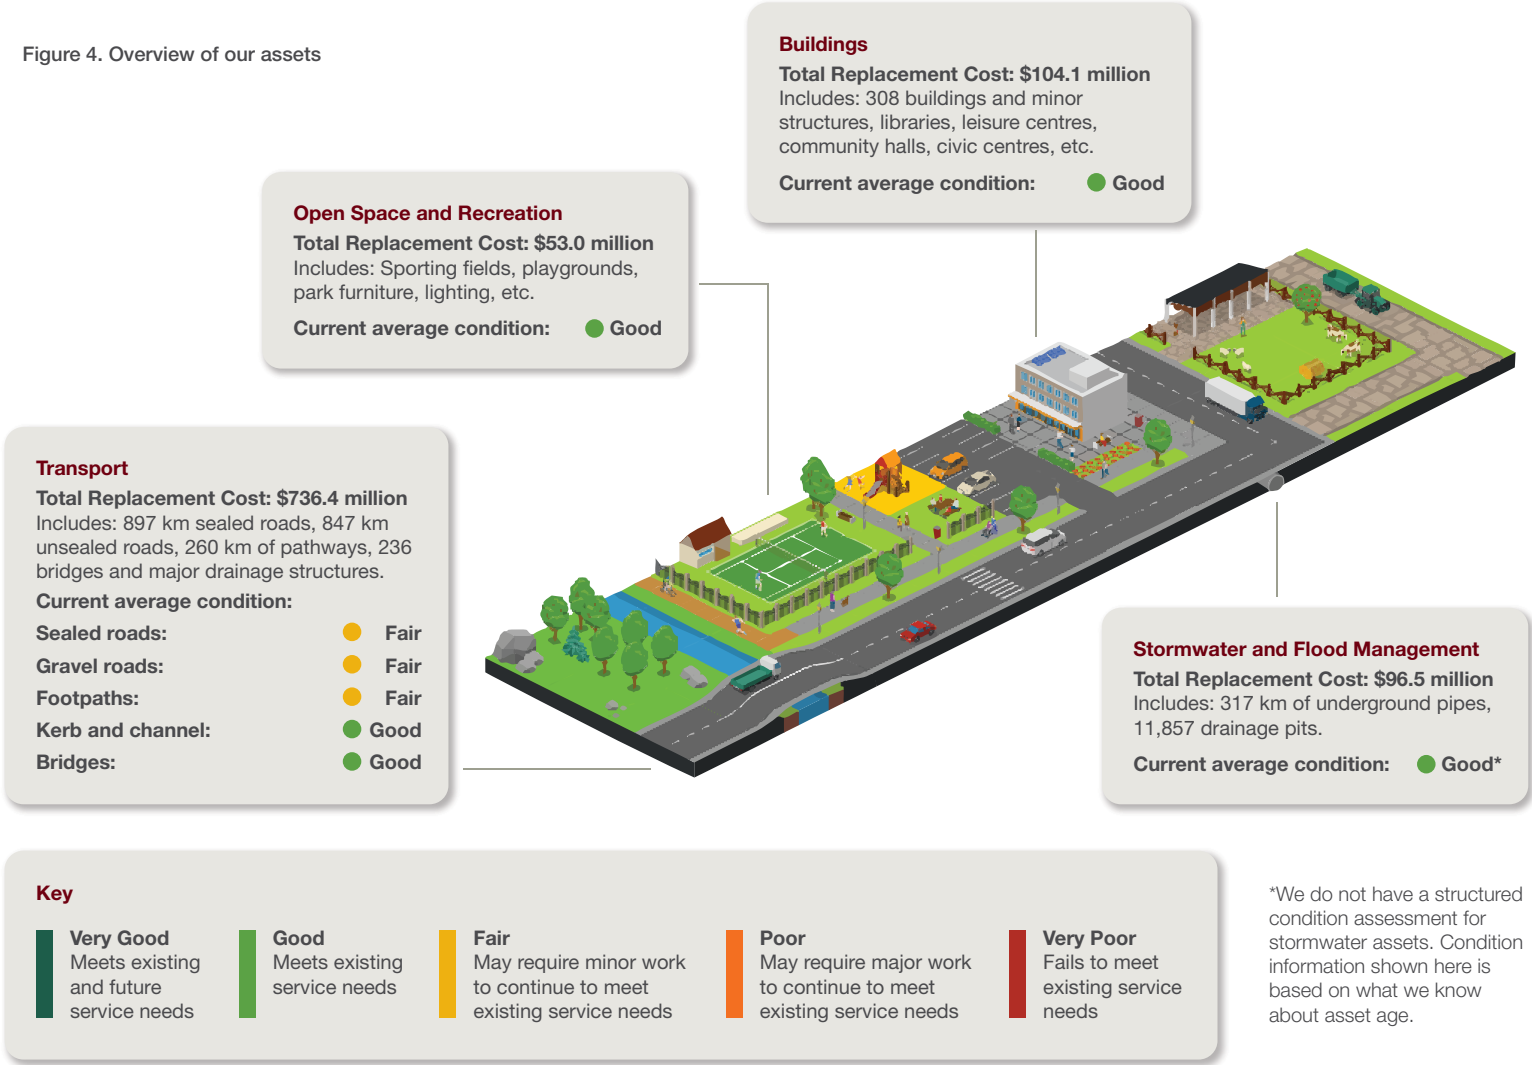 Figure 4. Overview of our assets
Buildings
Total Replacement Cost: $104.1 million
Includes: 308 buildings and minor
structures, libraries, leisure centres,
community halls, civic centres, etc.
Current average condition: Good
Open Space and Recreation
Total Replacement Cost: $53.0 million
Includes: Sporting fields, playgrounds,
park furniture, lighting, etc.
Current average condition: Good
Transport
Total Replacement Cost: $736.4 million
Includes: 897 km sealed roads, 847 km
unsealed roads, 260 km of pathways, 236
bridges and major drainage structures.
Current average condition:
Sealed roads: Fair
Gravel roads: Fair
Footpaths: Fair
Kerb and channel: Good
Bridges: Good
Stormwater and Flood Management
Total Replacement Cost: $96.5 million
Includes: 317 km of underground pipes,
11,857 drainage pits.
Current average condition: Good*
Key
Very Good
Meets existing
and future
service needs
Good
Meets existing
service needs
Fair
May require minor work
to continue to meet
existing service needs
Poor
May require major work
to continue to meet
existing service needs
Very Poor
Fails to meet
existing service
needs
*We do not have a structured
condition assessment for
stormwater assets. Condition
information shown here is
based on what we know
about asset age.